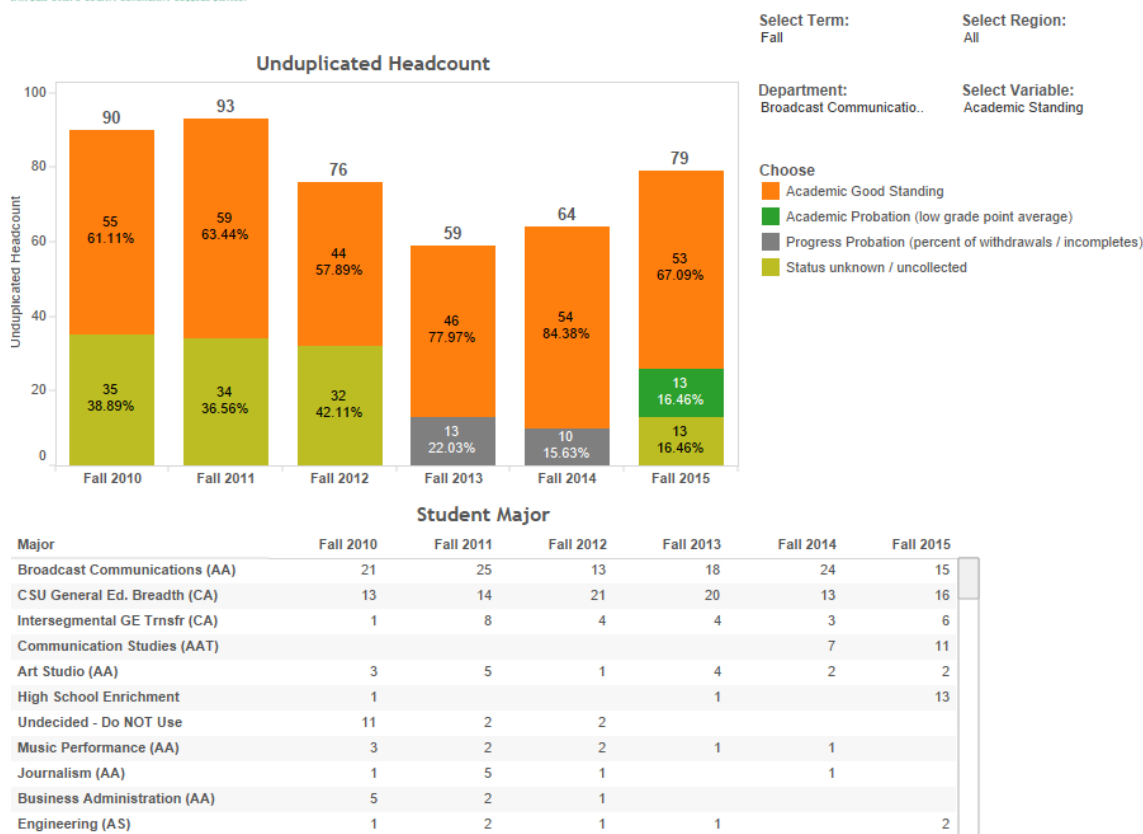 Select Term:
Fall
Select Region:
All
Department:
Broadcast Communicatio..
Select Variable:
Academic Standing
Unduplicated Headcount
Unduplicated Headcount
100
80
60
40
20
0
90
93
76
59
64
79
55
61.11%
59
63.44%
44
57.89%
46
77.97%
54
84.38%
53
67.09%
13
16.46%
35
38.89%
34
36.56%
32
42.11%
13
22.03%
10
15.63%
13
16.46%
Fall 2010 Fall 2011 Fall 2012 Fall 2013 Fall 2014 Fall 2015
Choose
Academic Good Standing
Academic Probation (low grade point average)
Progress Probation (percent of withdrawals / incompletes)
Status unknown / uncollected
Student Major
Major Fall 2010 Fall 2011 Fall 2012 Fall 2013 Fall 2014 Fall 2015
Broadcast Communications (AA) 21 25 13 18 24 15
CSU General Ed. Breadth (CA) 13 14 21 20 13 16
Intersegmental GE Trnsfr (CA) 1 8 4 4 3 6
Communication Studies (AAT) 7 11
Art Studio (AA) 3 5 1 4 2 2
High School Enrichment 1 1 13
Undecided - Do NOT Use 11 2 2
Music Performance (AA) 3 2 2 1 1
Journalism (AA) 1 5 1 1
Business Administration (AA) 5 2 1
Engineering (AS) 1 2 1 1 2